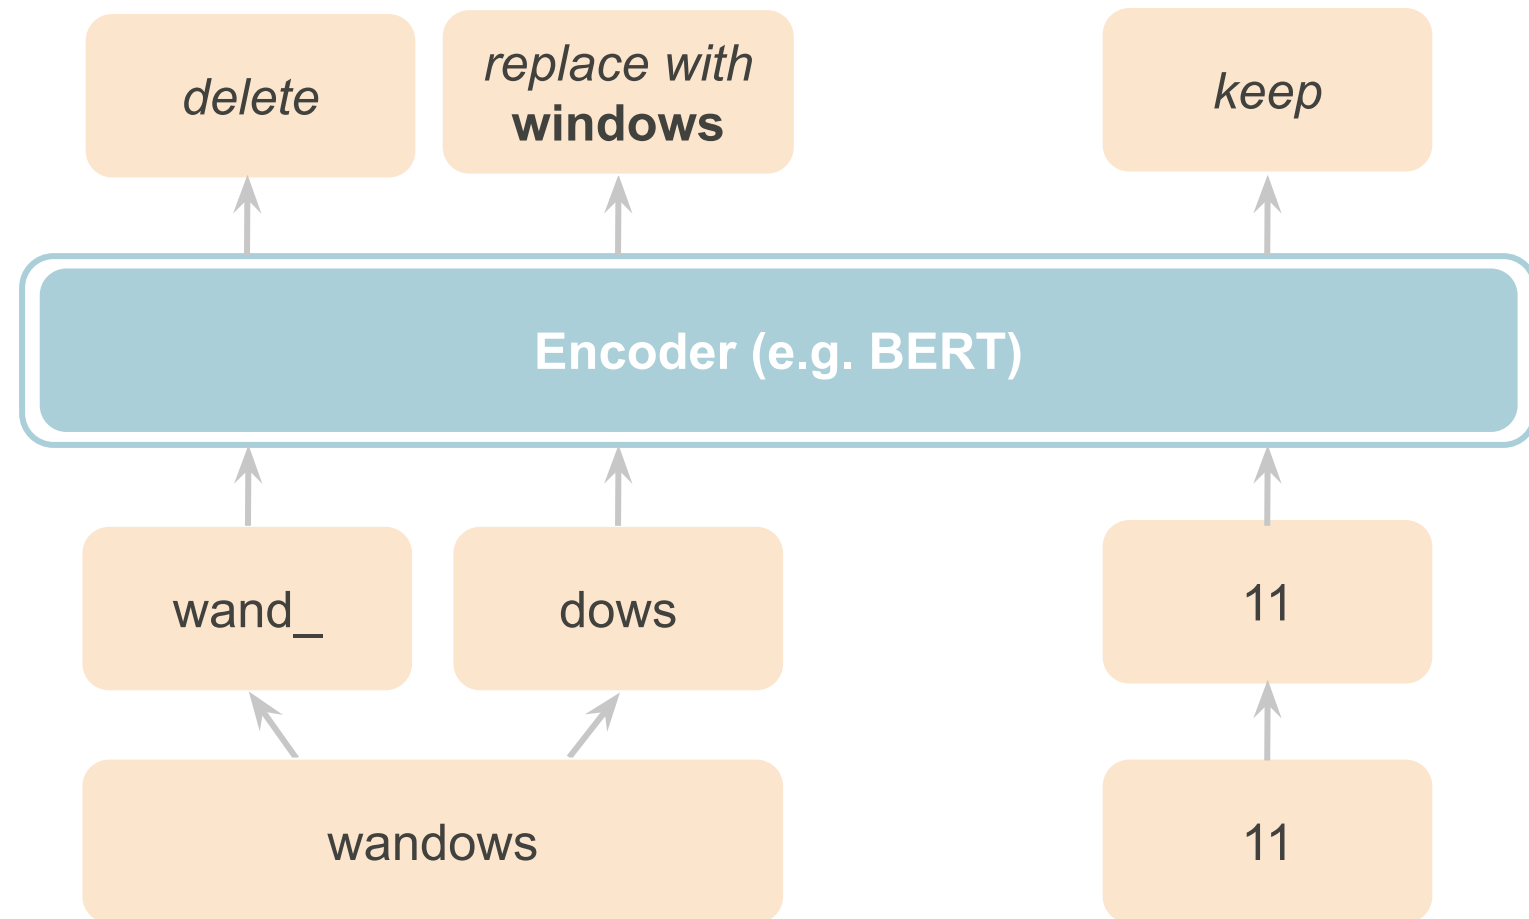 delete
replace with
windows
keep
Encoder (e.g. BERT)
wand_
dows
11
wandows
11